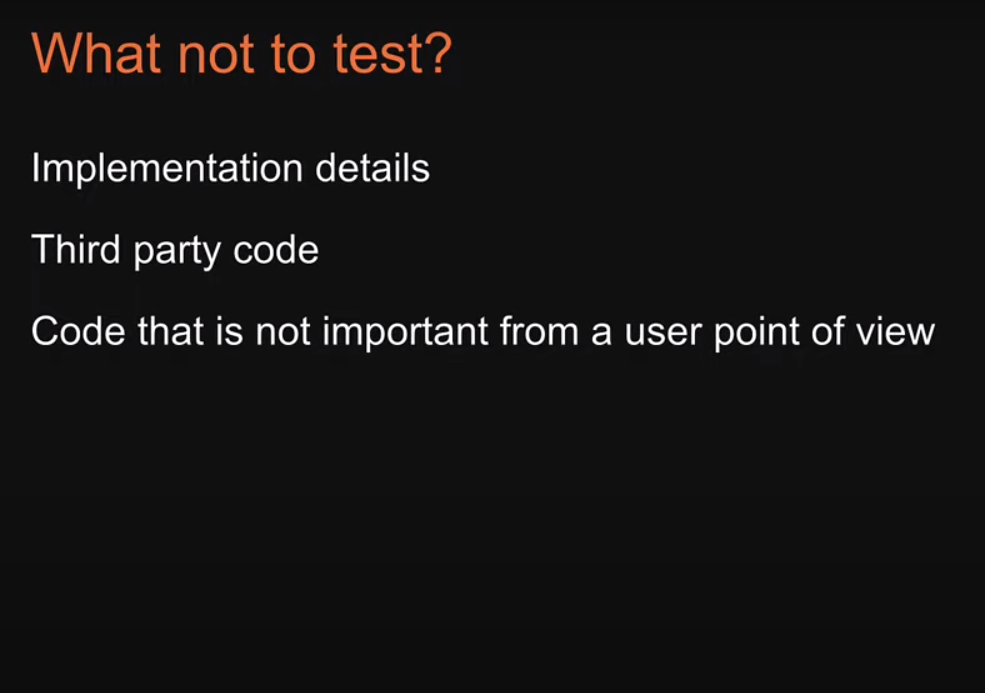 What not to test?
Implementation details
Third party code
Code that is not important from a user point of view